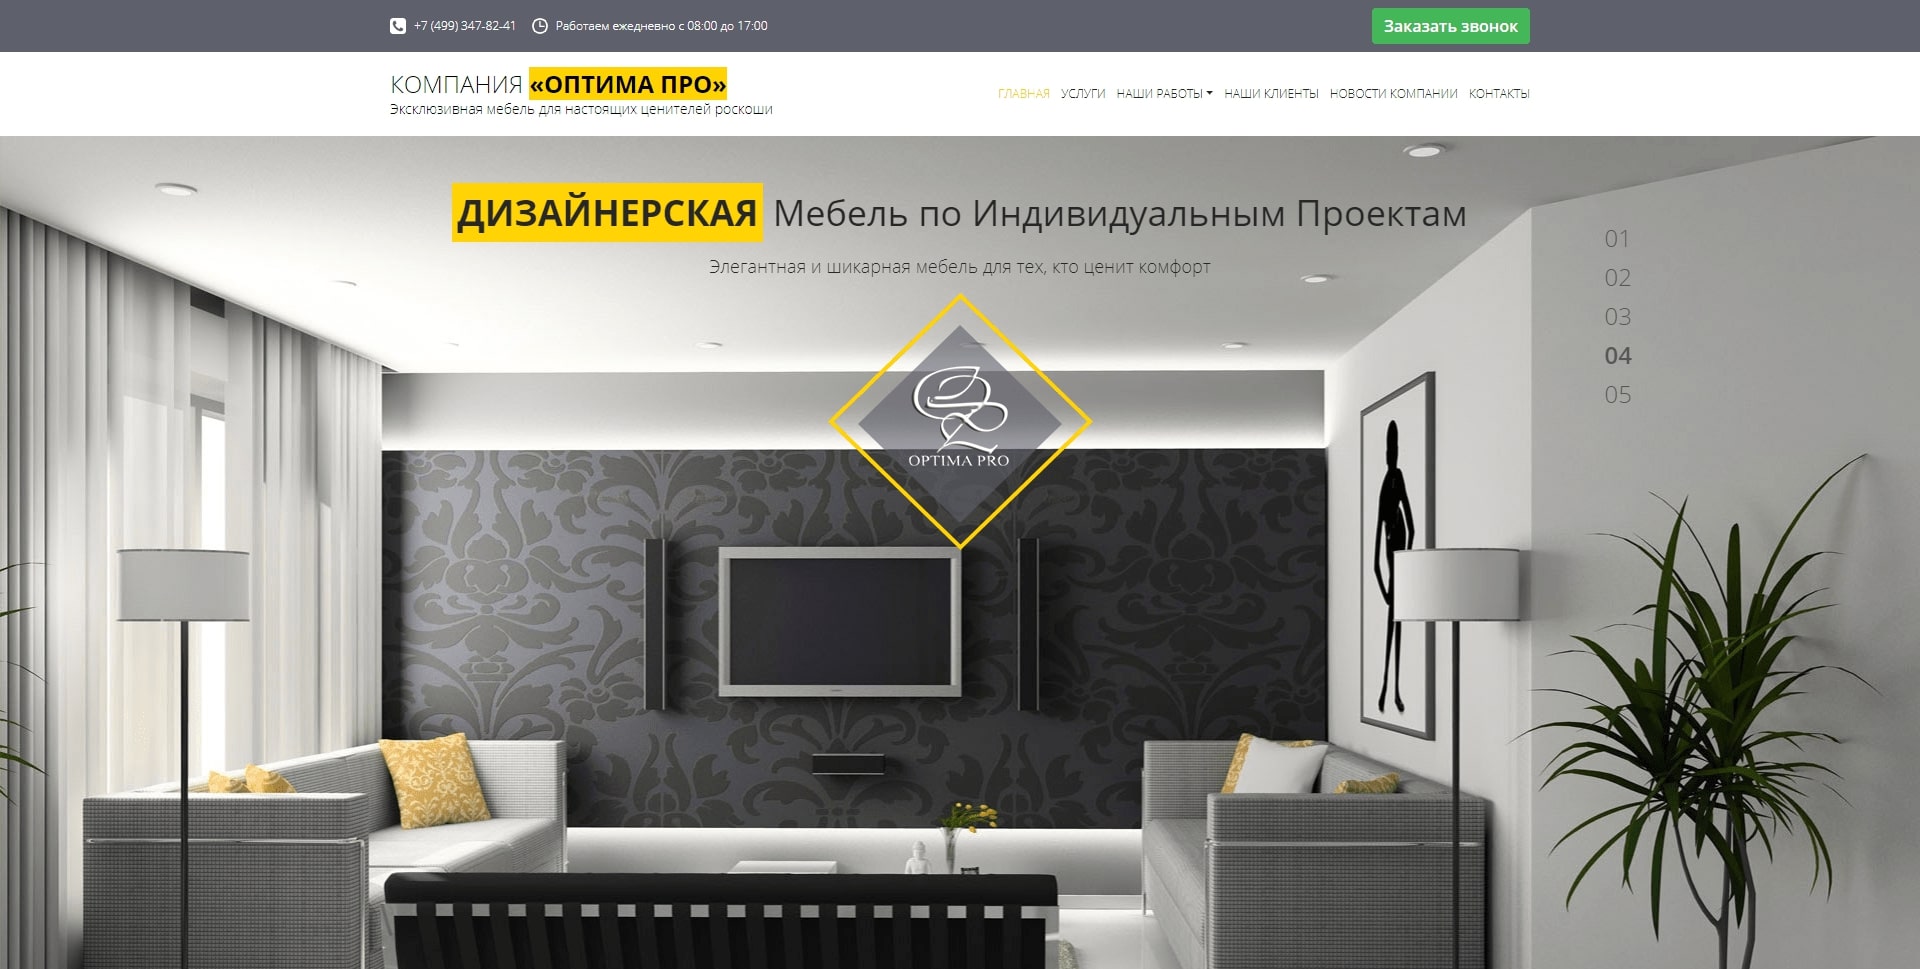 +7 (499) 347-82-41 Работаем ежедневно с 08:00 до 17:00
Заказать звонок
КОМПАНИЯ «ОПТИМА ПРО»
Эксклюзивная мебель для настоящих ценителей роскоши
ГЛАВНАЯ УСЛУГИ НАШИ РАБОТЫ НАШИ КЛИЕНТЫ НОВОСТИ КОМПАНИИ КОНТАКТЫ
ДИЗАЙНЕРСКАЯ Мебель по Индивидуальным Проектам
Элегантная и шикарная мебель для тех, кто ценит комфорт
01
02
03
04
05
OPTIMA PRO